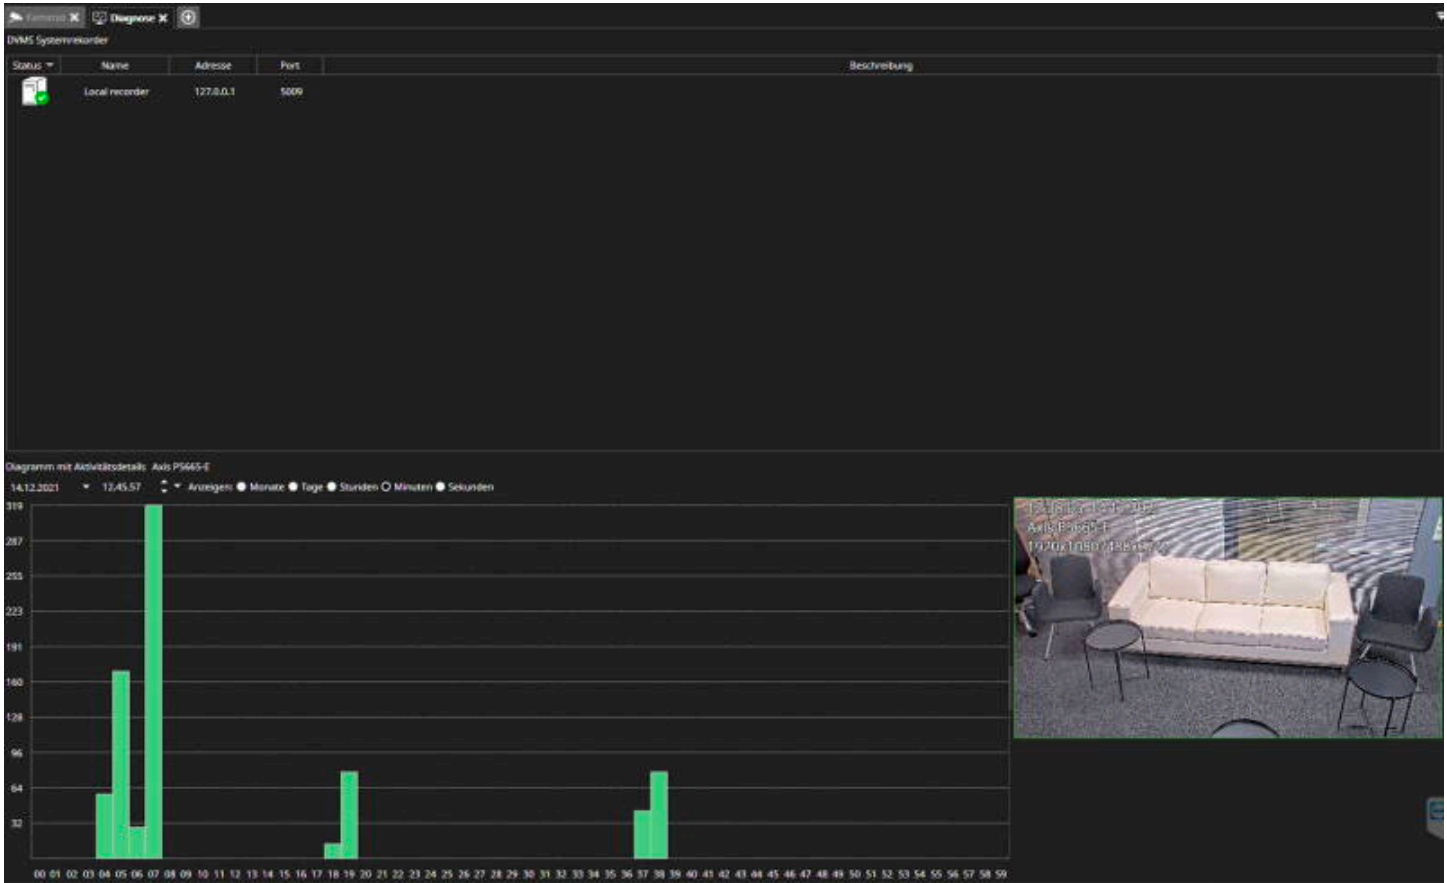 Kameras Diagnose
DVMS Systemrekorder
Status Name Adresse Port Beschreibung
Local recorder 127.0.0.1 5009
Diagramm mit Aktivitätsdetails Axis P5665-E
14.12.2021 12.45.57 Anzeigen: Monate Tage Stunden Minuten Sekunden
319
287
255
223
191
160
128
96
64
32
Axis P5665-E
00 01 02 03 04 05 06 07 08 09 10 11 12 13 14 15 16 17 18 19 20 21 22 23 24 25 26 27 28 29 30 31 32 33 34 35 36 37 38 39 40 41 42 43 44 45 46 47 48 49 50 51 52 53 54 55 56 57 58 59